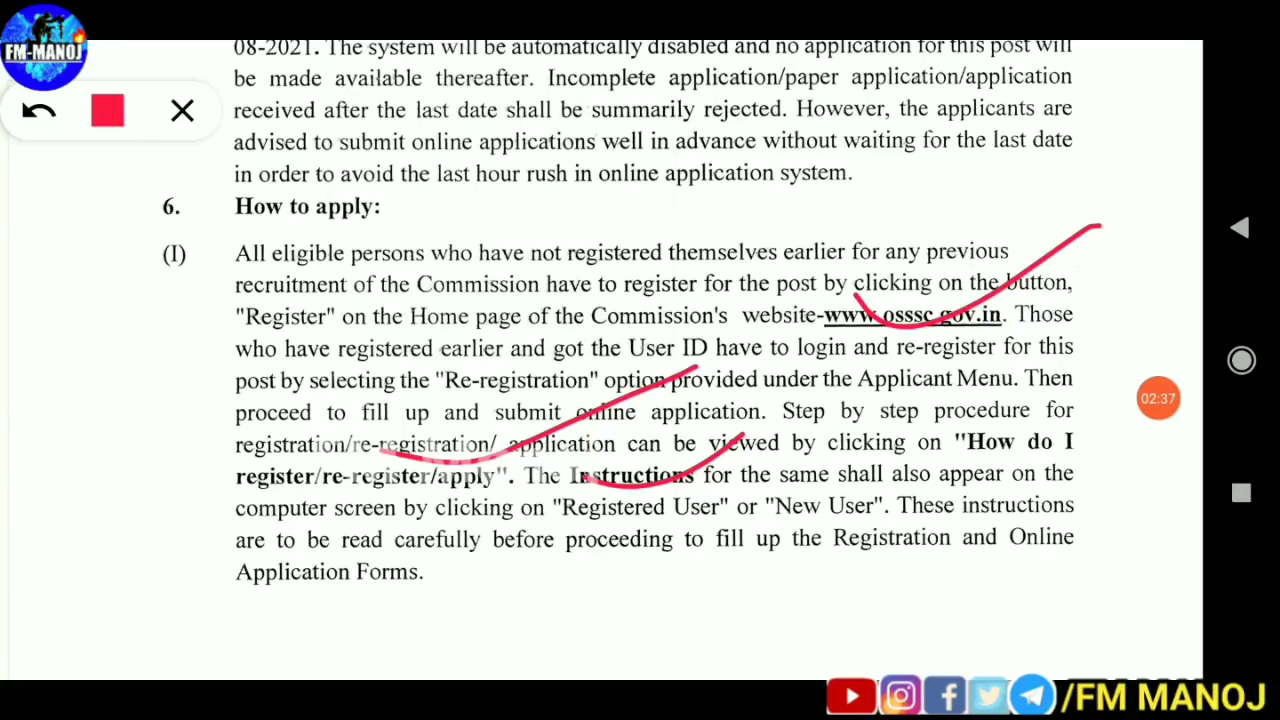 FM-MANOJ
08-2021. The system will be automatically disabled and no application for this post will
be made available thereafter. Incomplete application/paper application/application
received after the last date shall be summarily rejected. However, the applicants are
advised to submit online applications well in advance without waiting for the last date
in order to avoid the last hour rush in online application system.
6. How to apply:
(I) All eligible persons who have not registered themselves earlier for any previous
recruitment of the Commission have to register for the post by clicking on the button,
"Register" on the Home page of the Commission's website-www.osssc.gov.in. Those
who have registered earlier and got the User ID have to login and re-register for this
post by selecting the "Re-registration" option provided under the Applicant Menu. Then
proceed to fill up and submit online application. Step by step procedure for
registration/re-registration/ application can be viewed by clicking on "How do I
register/re-register/apply". The Instructions for the same shall also appear on the
computer screen by clicking on "Registered User" or "New User". These instructions
are to be read carefully before proceeding to fill up the Registration and Online
Application Forms.
02:37
/FM MANOJ